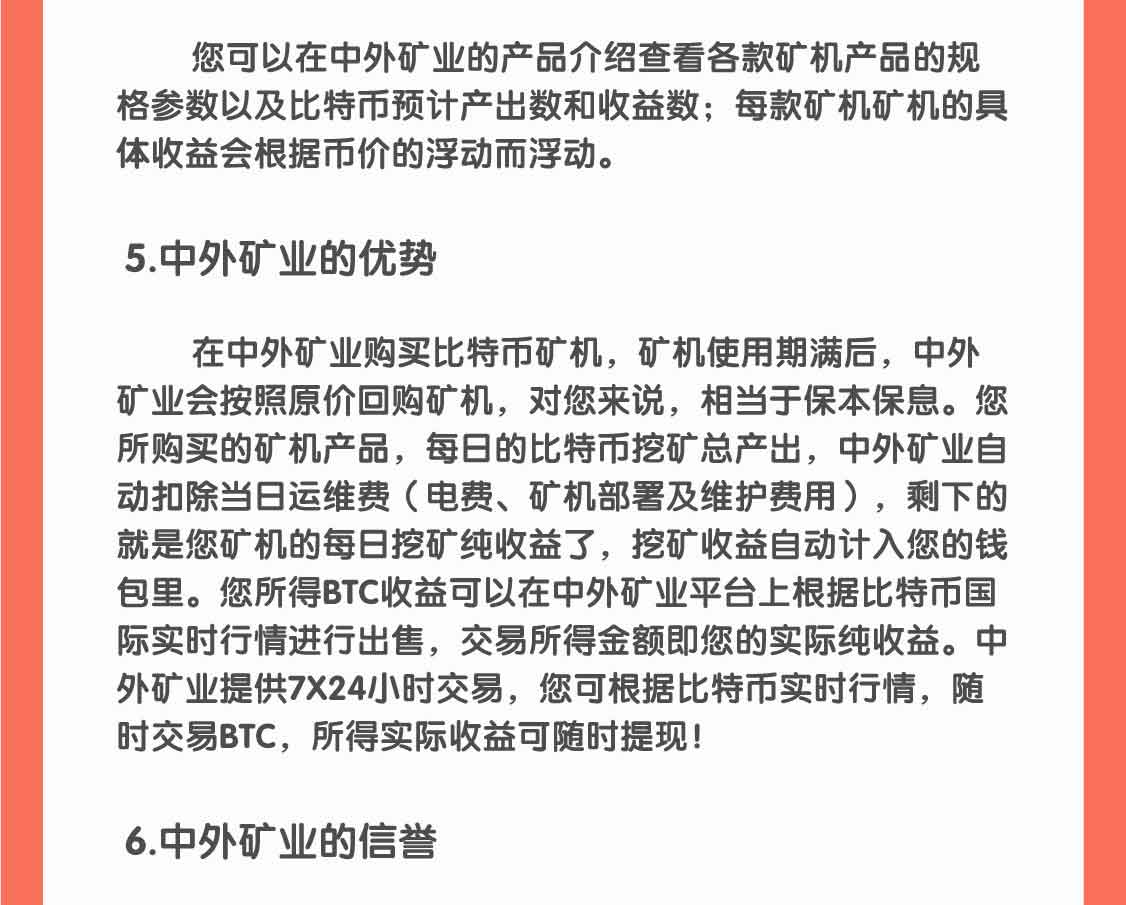 您可以在中外矿业的产品介绍查看各款矿机产品的规
格参数以及比特币预计产出数和收益数；每款矿机矿机的具
体收益会根据币价的浮动而浮动。
5.中外矿业的优势
在中外矿业购买比特币矿机，矿机使用期满后，中外
矿业会按照原价回购矿机，对您来说，相当于保本保息。您
所购买的矿机产品，每日的比特币挖矿总产出，中外矿业自
动扣除当日运维费（电费、矿机部署及维护费用），剩下的
就是您矿机的每日挖矿纯收益了，挖矿收益自动计入您的钱
包里。您所得BTC收益可以在中外矿业平台上根据比特币国
际实时行情进行出售，交易所得金额即您的实际纯收益。中
外矿业提供7X24小时交易，您可根据比特币实时行情，随
时交易BTC，所得实际收益可随时提现！
6.中外矿业的信誉